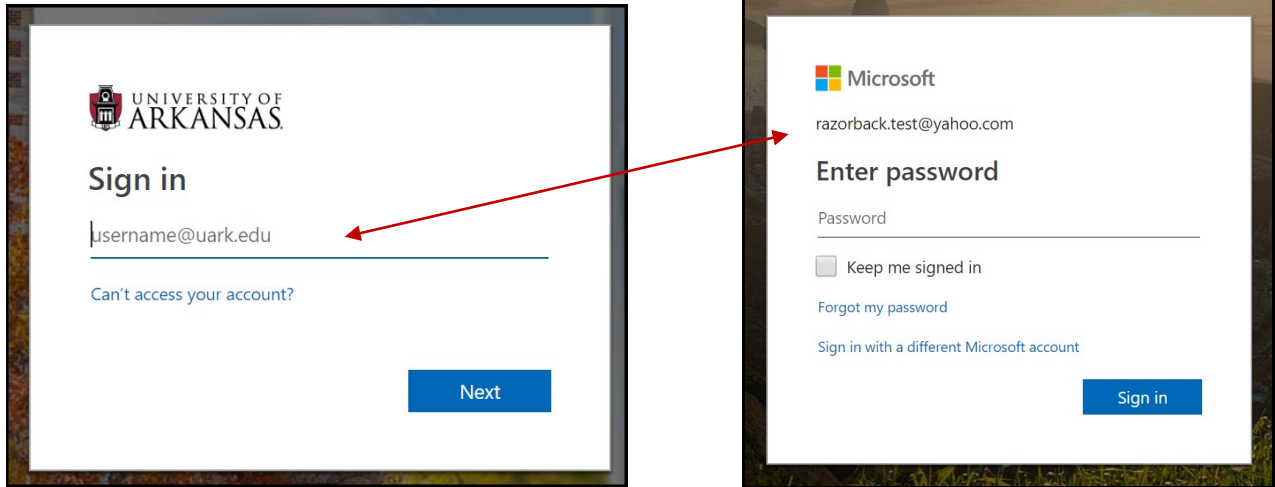 UNIVERSITY OF
ARKANSAS
Sign in
username@uark.edu
Can't access your account?
Next
Microsoft
razorback.test@yahoo.com
Enter password
Password
Keep me signed in
Forgot my password
Sign in with a different Microsoft account
Sign in